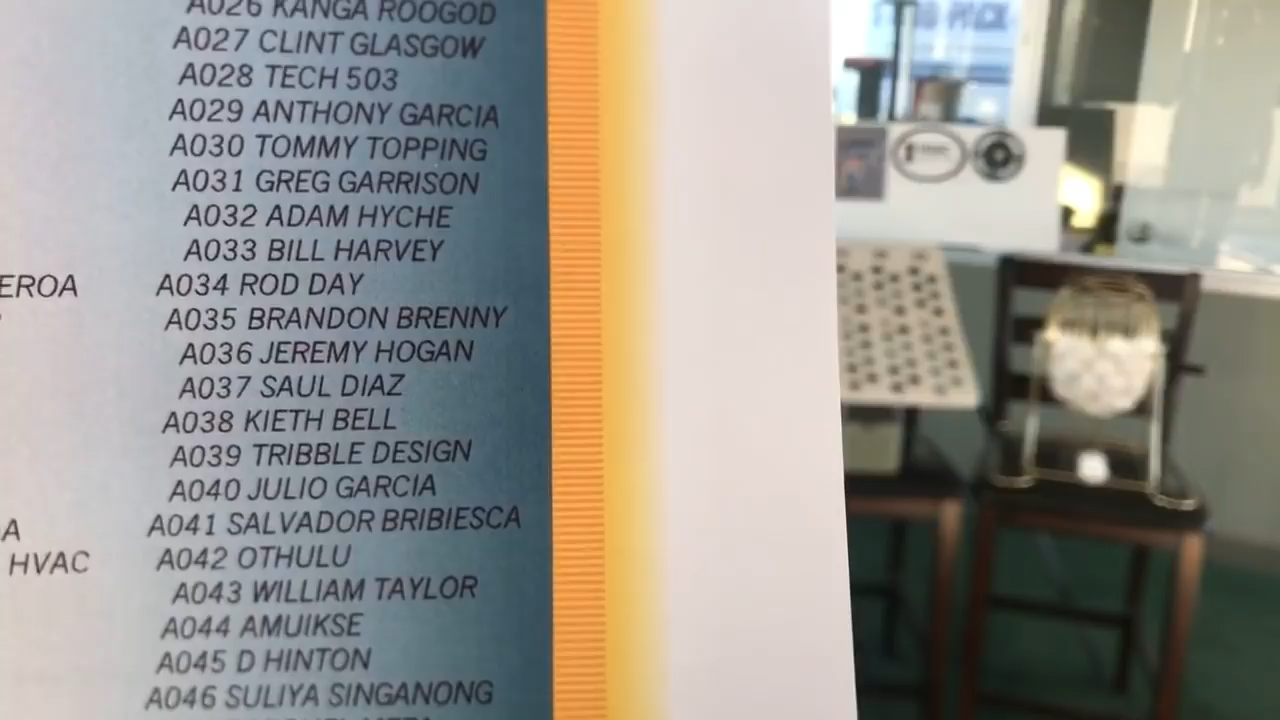 A026 KANGA ROOGOD
A027 CLINT GLASGOW
A028 TECH 503
A029 ANTHONY GARCIA
A030 TOMMY TOPPING
A031 GREG GARRISON
A032 ADAM HYCHE
A033 BILL HARVEY
EROA A034 ROD DAY
A035 BRANDON BRENNY
A036 JEREMY HOGAN
A037 SAUL DIAZ
A038 KIETH BELL
A039 TRIBBLE DESIGN
A040 JULIO GARCIA
A A041 SALVADOR BRIBIESCA
HVAC A042 OTHULU
A043 WILLIAM TAYLOR
A044 AMUIKSE
A045 D HINTON
A046 SULIYA SINGANONG